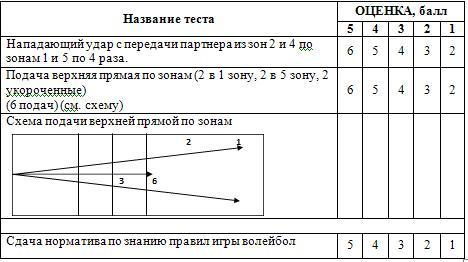 Название теста
ОЦЕНКА, балл
5 4 3 2 1
Нападающий удар с передачи партнера из зон 2 и 4 по
зонам 1 и 5 по 4 раза.
6 5 4 3 2
Подача верхняя прямая по зонам (2 в 1 зону, 2 в 5 зону, 2
укороченные)
(6 подач) (см. схему)
6 5 4 3 2
Схема подачи верхней прямой по зонам
2 1
3 6
Сдача норматива по знанию правил игры волейбол
5 4 3 2 1